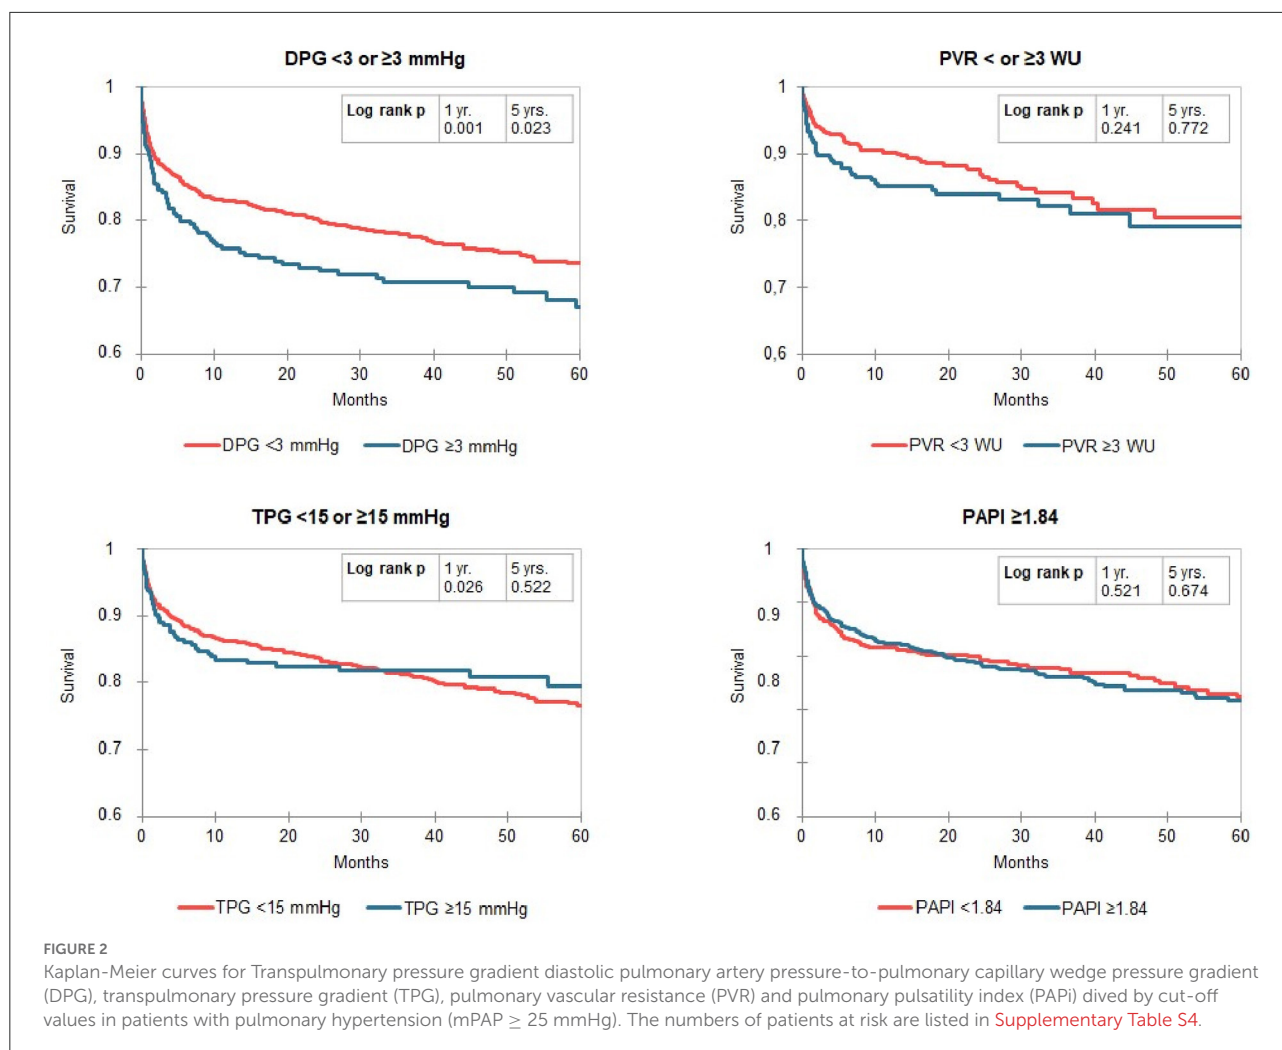 DPG <3 or ≥3 mmHg
Log rank p 1 yr. 5 yrs.
0.001 0.023
1
0.9
0.8
0.7
0.6
Survival
0 10 20 30 40 50 60
Months
DPG <3 mmHg DPG ≥3 mmHg
PVR < or ≥3 WU
Log rank p 1 yr. 5 yrs.
0.241 0.772
1
0,9
0,8
0,7
0,6
Survival
0 10 20 30 40 50 60
Months
PVR <3 WU PVR ≥3 WU
TPG <15 or ≥15 mmHg
Log rank p 1 yr. 5 yrs.
0.026 0.522
1
0.9
0.8
0.7
0.6
Survival
0 10 20 30 40 50 60
Months
TPG <15 mmHg TPG ≥15 mmHg
PAPI ≥1.84
Log rank p 1 yr. 5 yrs.
0.521 0.674
1
0.9
0.8
0.7
0.6
Survival
0 10 20 30 40 50 60
Months
PAPI <1.84 PAPI ≥1.84
FIGURE 2
Kaplan-Meier curves for Transpulmonary pressure gradient diastolic pulmonary artery pressure-to-pulmonary capillary wedge pressure gradient
(DPG), transpulmonary pressure gradient (TPG), pulmonary vascular resistance (PVR) and pulmonary pulsatility index (PAPi) dived by cut-off
values in patients with pulmonary hypertension (mPAP ≥ 25 mmHg). The numbers of patients at risk are listed in Supplementary Table S4.